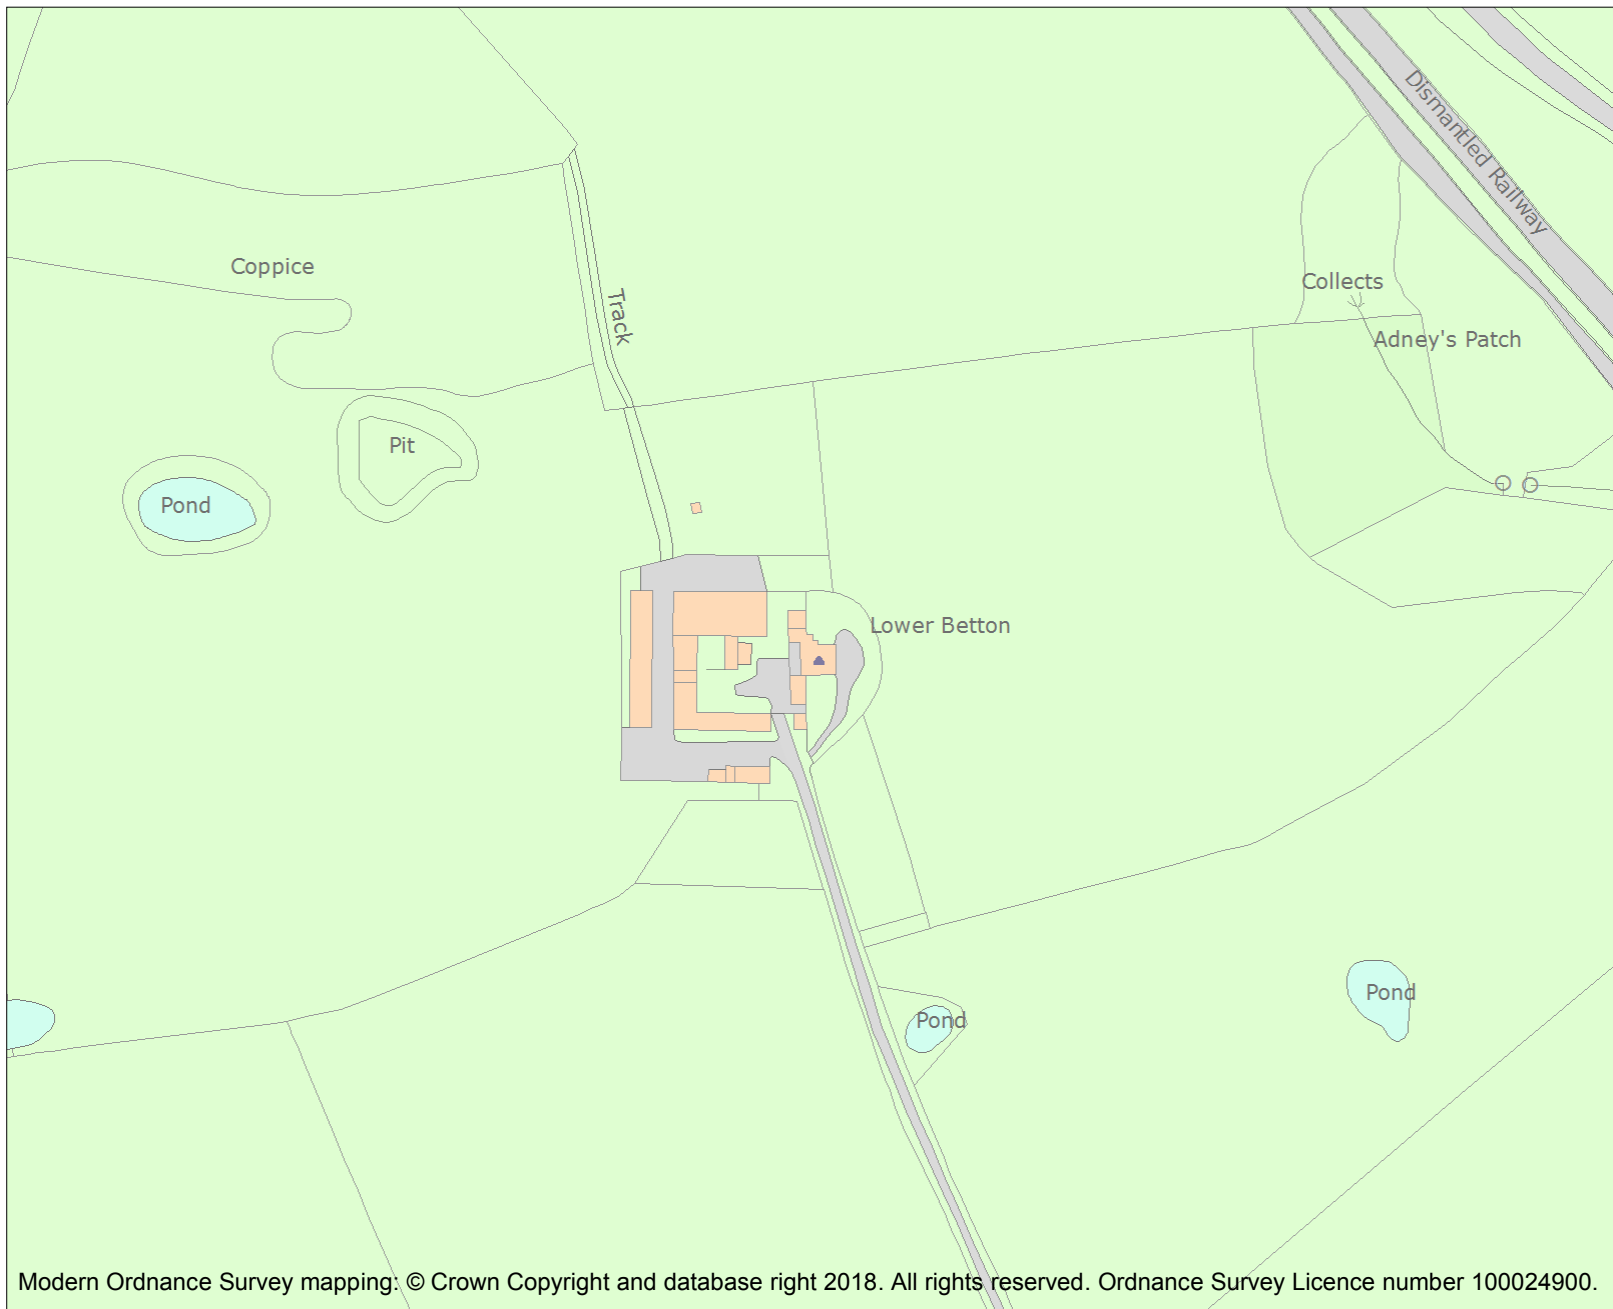 Dismantled Railway
Coppice
Collects
Track
Adney's Patch
Pit
Pond
Lower Betton
Pond
Pond
Modern Ordnance Survey mapping: © Crown Copyright and database right 2018. All rights reserved. Ordnance Survey Licence number 100024900.